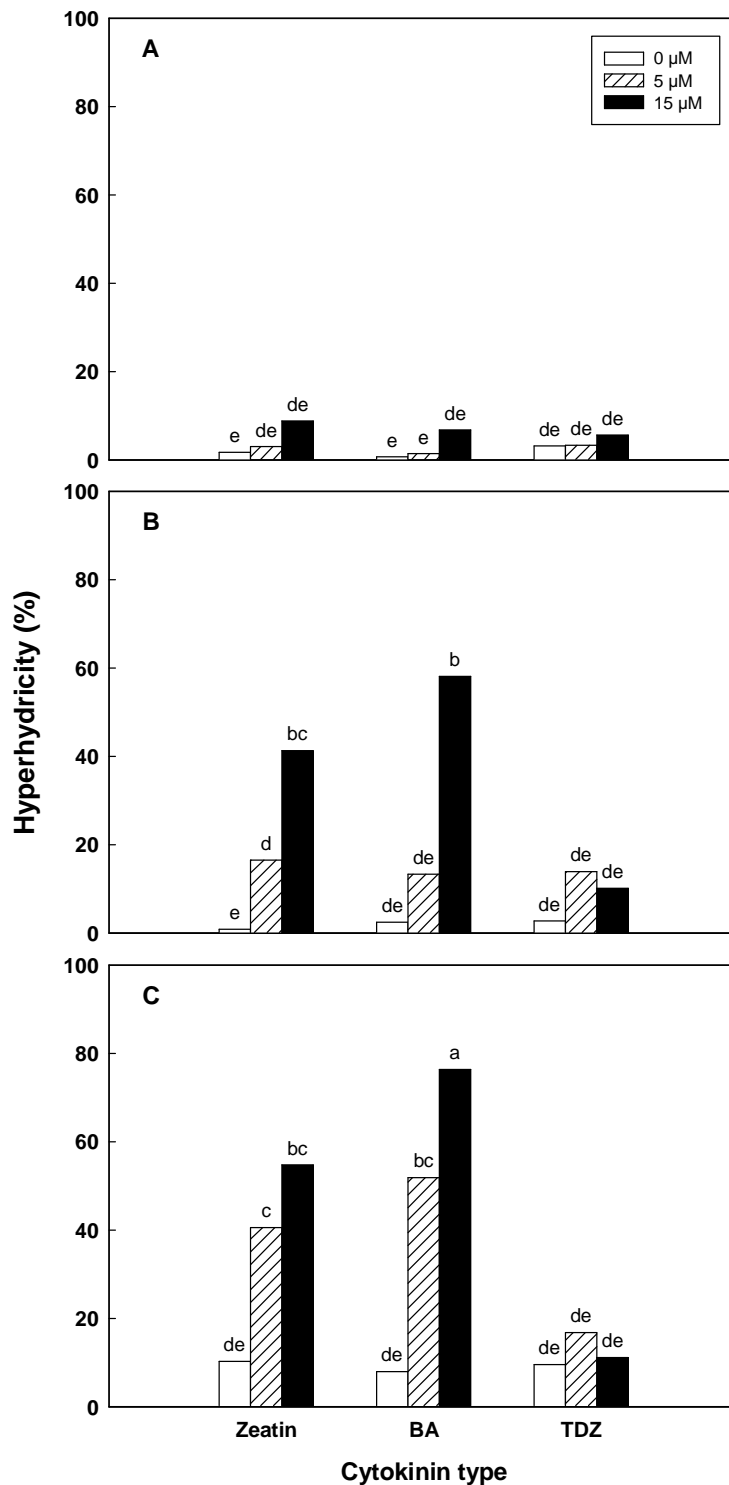 100
A
0 µM
5 µM
15 µM
80
60
40
20
0
e de de
e e de
de de de
100
B
80
60
40
20
0
e d bc
de de b
de de de
Hyperhydricity (%)
100
C
80
60
40
20
0
de c bc
de bc a
de de de
Zeatin BA TDZ
Cytokinin type